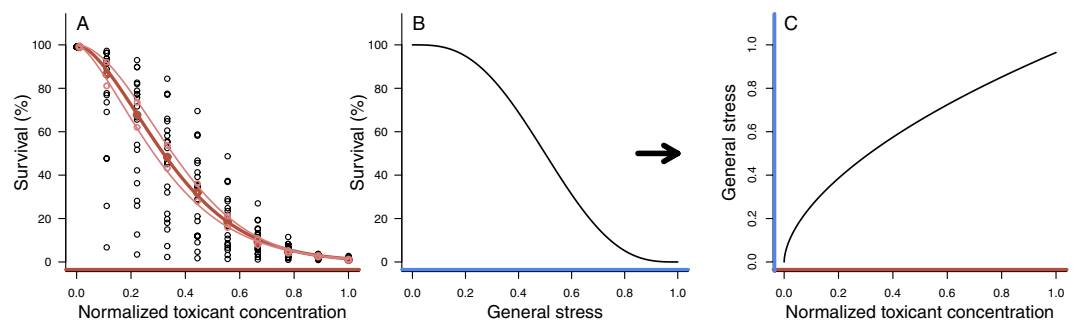 A
Survival (%)
100
80
60
40
20
0
0.0 0.2 0.4 0.6 0.8 1.0
Normalized toxicant concentration
B
Survival (%)
100
80
60
40
20
0
0.0 0.2 0.4 0.6 0.8 1.0
General stress
C
General stress
1.0
0.8
0.6
0.4
0.2
0.0
0.0 0.2 0.4 0.6 0.8 1.0
Normalized toxicant concentration